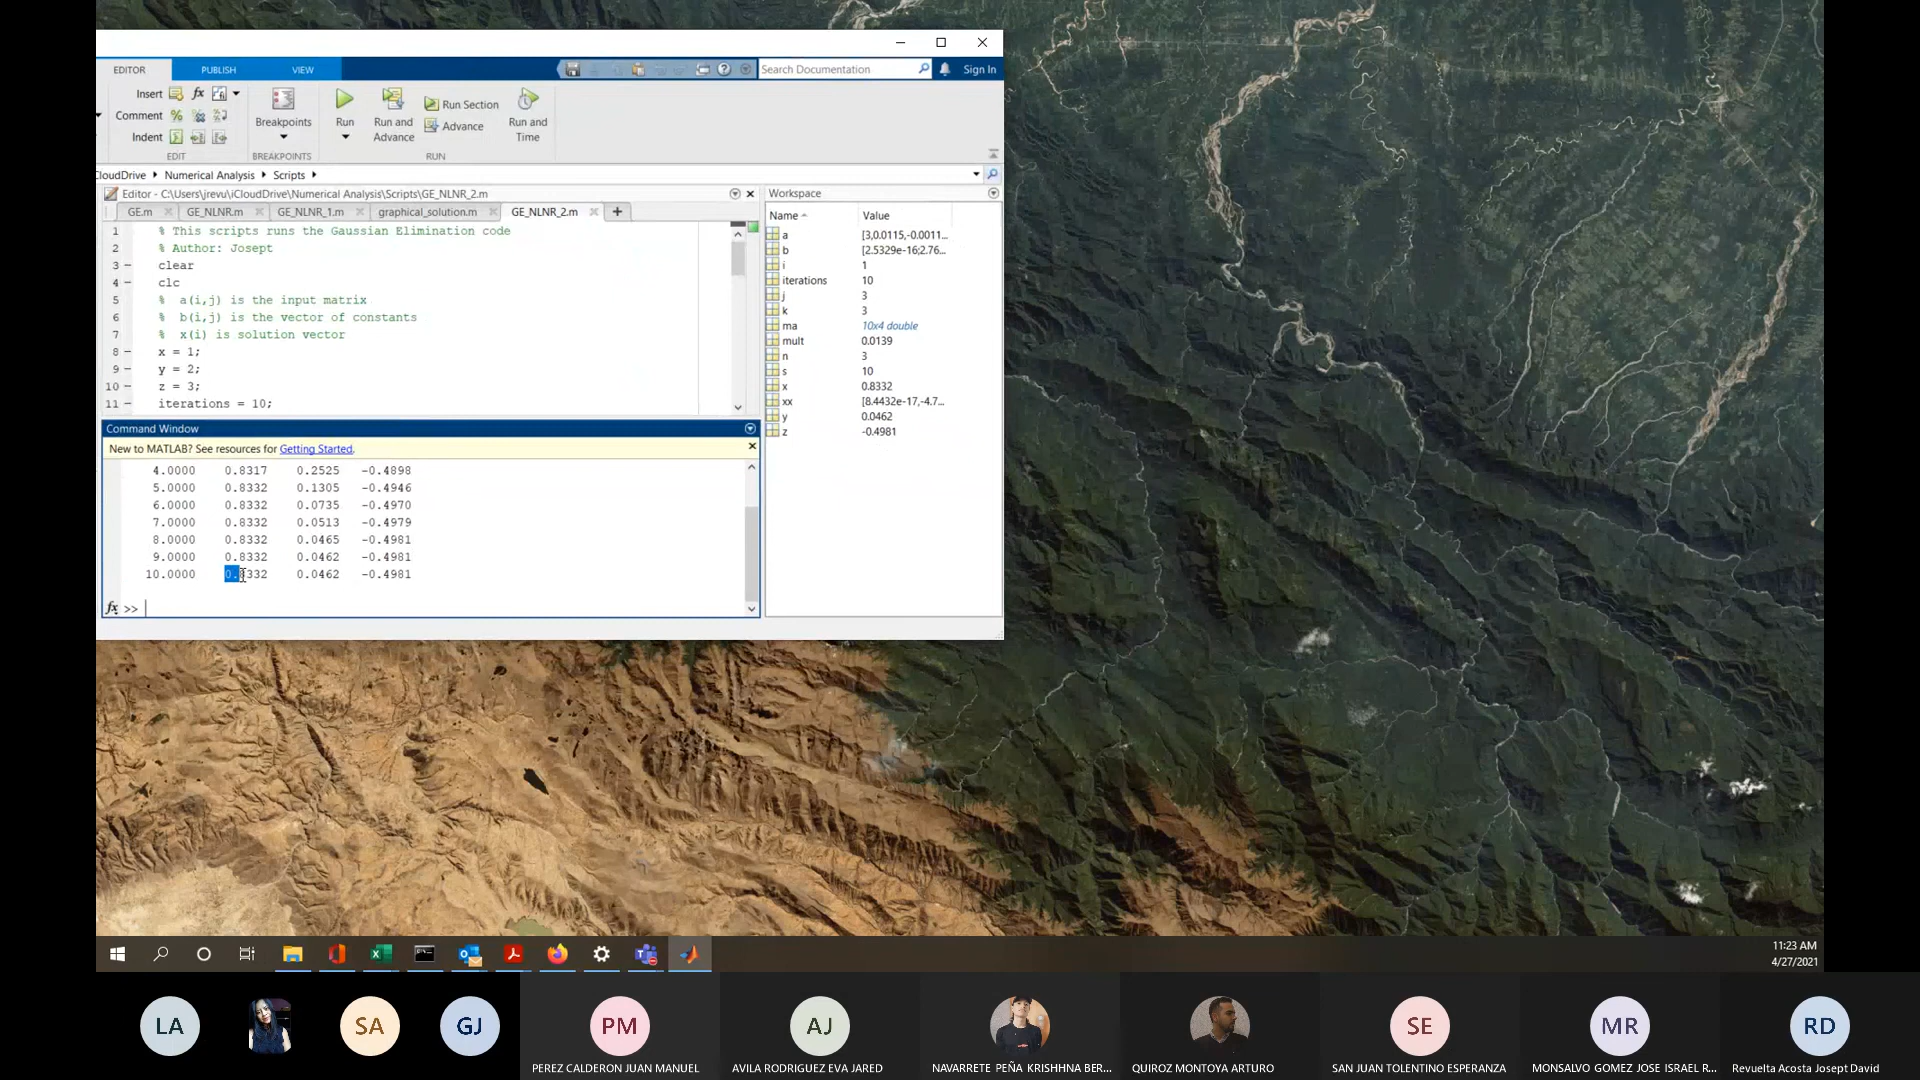 EDITOR
PUBLISH
VIEW
Search Documentation
Sign In
Insert
fx
Comment
Indent
Breakpoints
Run
Run and Advance
Run Section
Advance
Run and Time
EDIT
BREAKPOINTS
RUN
CloudDrive
Numerical Analysis
Scripts
Editor - C:\Users\jrevu\iCloudDrive\Numerical Analysis\Scripts\GE_NLNR_2.m
GE.m
GE_NLNR.m
GE_NLNR_1.m
graphical_solution.m
GE_NLNR_2.m
1 % This scripts runs the Gaussian Elimination code
2 % Author: Josept
3 – clear
4 – clc
5 % a(i,j) is the input matrix
6 % b(i,j) is the vector of constants
7 % x(i) is solution vector
8 – x = 1;
9 – y = 2;
10 – z = 3;
11 – iterations = 10;
Workspace
Name Value
a [3,0.0115,-0.0011...
b [2.5329e-16;2.76...
i 1
iterations 10
j 3
k 3
ma 10x4 double
mult 0.0139
n 3
s 10
x 0.8332
xx [8.4432e-17,-4.7...
y 0.0462
z -0.4981
Command Window
New to MATLAB? See resources for Getting Started.
4.0000 0.8317 0.2525 -0.4898
5.0000 0.8332 0.1305 -0.4946
6.0000 0.8332 0.0735 -0.4970
7.0000 0.8332 0.0513 -0.4979
8.0000 0.8332 0.0465 -0.4981
9.0000 0.8332 0.0462 -0.4981
10.0000 0.8332 0.0462 -0.4981
fx >>
11:23 AM
4/27/2021
LA
SA
GJ
PM
AJ
SE
MR
RD
PEREZ CALDERON JUAN MANUEL
AVILA RODRIGUEZ EVA JARED
NAVARRETE PEÑA KRISHHNA BER...
QUIROZ MONTOYA ARTURO
SAN JUAN TOLENTINO ESPERANZA
MONSALVO GOMEZ JOSE ISRAEL R...
Revuelta Acosta Josept David